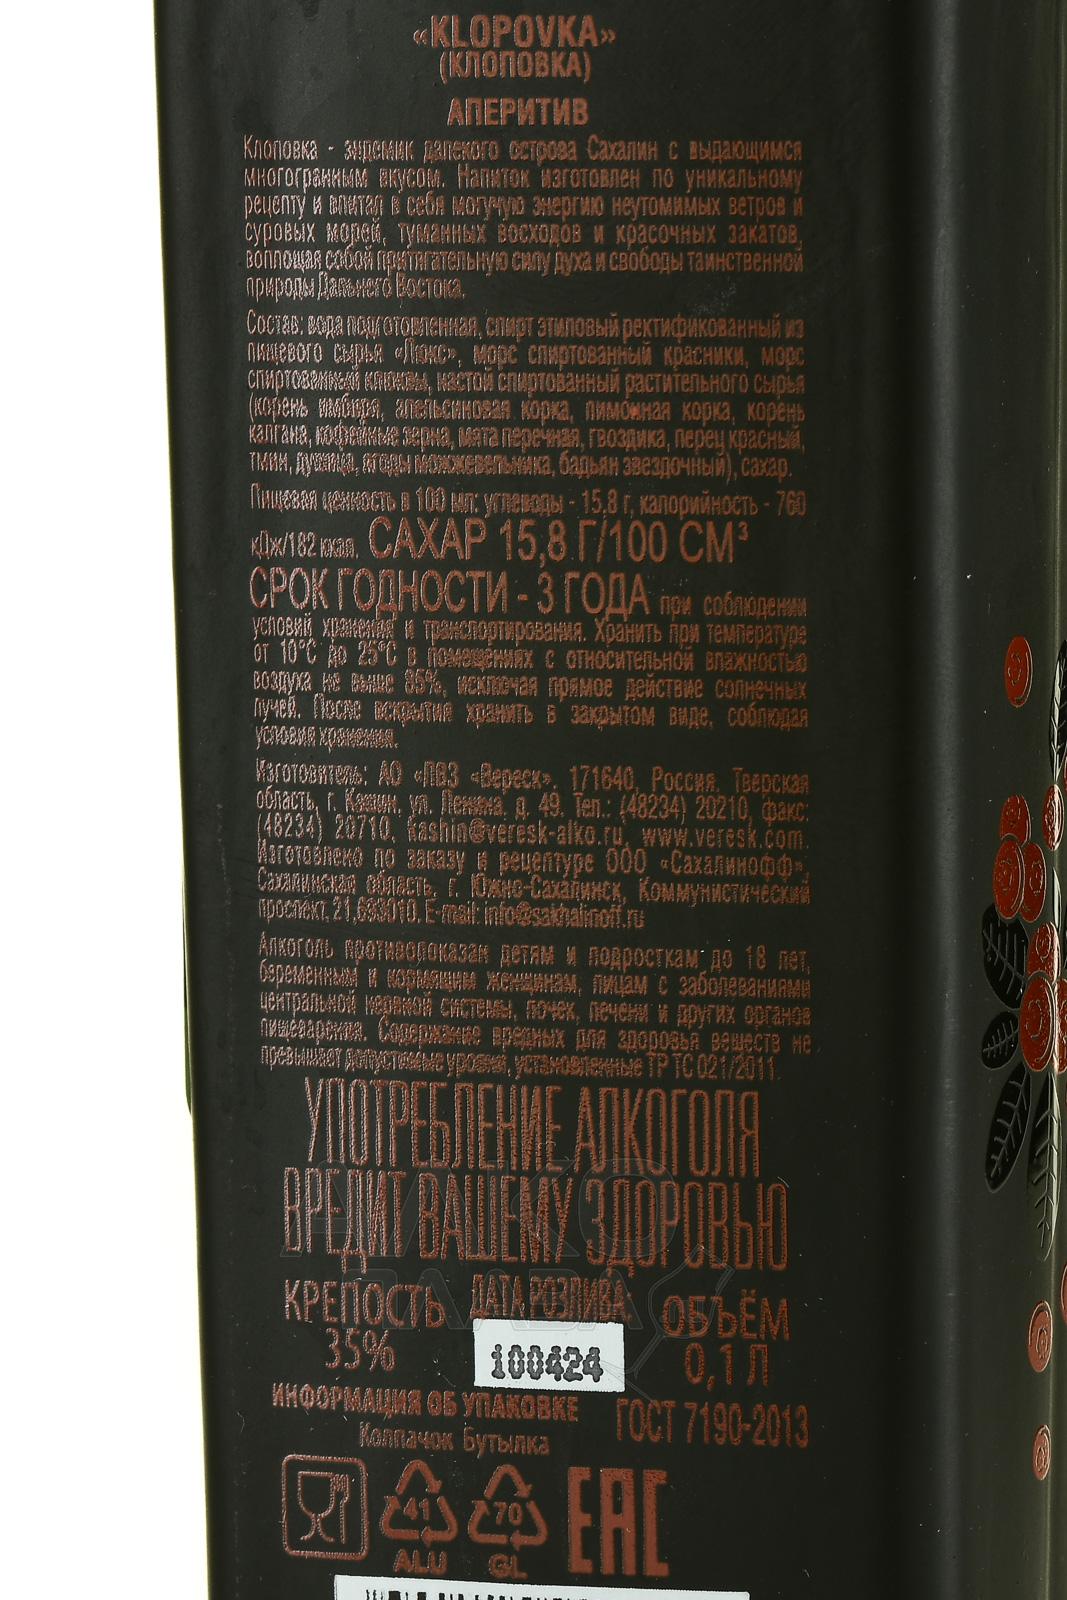 «KLOPOVKA»
(КЛОПОВКА)
АПЕРИТИВ
Клоповка - эндемик далекого острова Сахалин с выдающимся
многогранным вкусом. Напиток изготовлен по уникальному
рецепту и впитал в себя могучую энергию неутомимых ветров и
суровых морей, туманных восходов и красочных закатов,
воплощая собой притягательную силу духа и свободы таинственной
природы Дальнего Востока.
Состав: вода подготовленная, спирт этиловый ректификованный из
пищевого сырья «Люкс», морс спиртованный красники, морс
спиртованный клюквы, настой спиртованный растительного сырья
(корень имбиря, апельсиновая корка, лимонная корка, корень
калгана, кофейные зерна, мята перечная, гвоздика, перец красный,
тмин, душица, ягоды можжевельника, бадьян звездочный), сахар.
Пищевая ценность в 100 мл: углеводы - 15,8 г, калорийность - 760
кДж/182 ккал. САХАР 15,8 Г/100 СМ³
СРОК ГОДНОСТИ - 3 ГОДА при соблюдении
условий хранения и транспортирования. Хранить при температуре
от 10°С до 25°С в помещениях с относительной влажностью
воздуха не выше 85%, исключая прямое действие солнечных
лучей. После вскрытия хранить в закрытом виде, соблюдая
условия хранения.
Изготовитель: АО «ЛВЗ «Вереск». 171640, Россия. Тверская
область, г. Кашин, ул. Ленина, д. 49. Тел.: (48234) 20210, факс:
(48234) 20710, kashin@veresk-alko.ru, www.veresk.com.
Изготовлено по заказу и рецептуре ООО «Сахалинофф»,
Сахалинская область, г. Южно-Сахалинск, Коммунистический
проспект, 21,693010. E-mail: info@sakhalinoff.ru
Алкоголь противопоказан детям и подросткам до 18 лет,
беременным и кормящим женщинам, лицам с заболеваниями
центральной нервной системы, почек, печени и других органов
пищеварения. Содержание вредных для здоровья веществ не
превышает допустимые уровни, установленные ТР ТС 021/2011.
УПОТРЕБЛЕНИЕ АЛКОГОЛЯ
ВРЕДИТ ВАШЕМУ ЗДОРОВЬЮ
КРЕПОСТЬ ДАТА РОЗЛИВА ОБЪЁМ
35% 100424 0,1 Л
ИНФОРМАЦИЯ ОБ УПАКОВКЕ ГОСТ 7190-2013
Колпачок Бутылка
41 70 EAC
ALU GL